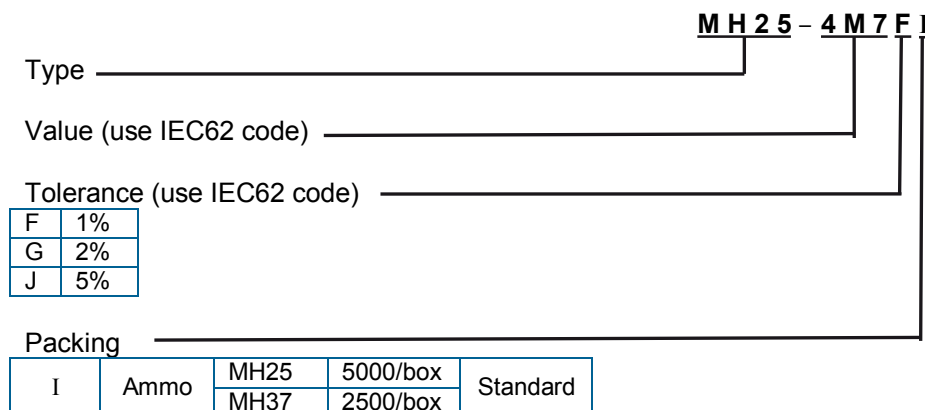 MH25–4M7FI
Type
Value (use IEC62 code)
Tolerance (use IEC62 code)
F 1%
G 2%
J 5%
Packing
I Ammo MH25 5000/box Standard
MH37 2500/box